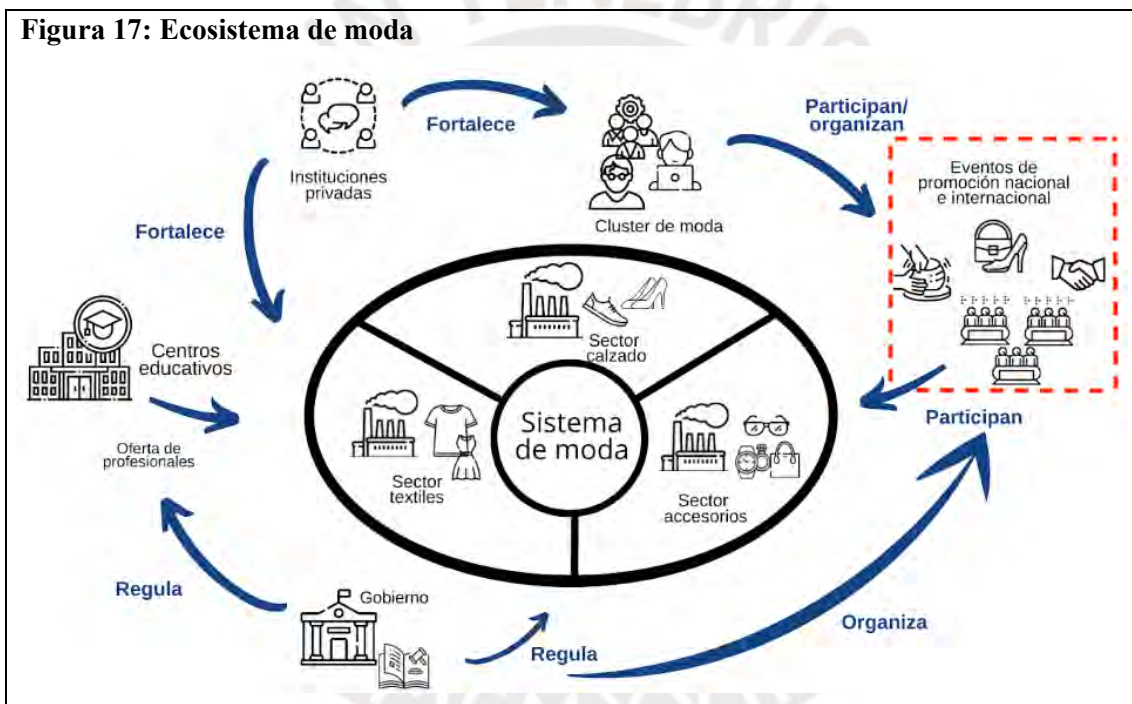 Figura 17: Ecosistema de moda
Fortalece
Participan/
organizan
Instituciones
privadas
Eventos de
promoción nacional
e internacional
Cluster de moda
Fortalece
Centros
educativos
Sector
calzado
Sistema
de moda
Participan
Oferta de
profesionales
Sector
textiles
Sector
accesorios
Regula
Gobierno
Regula
Organiza